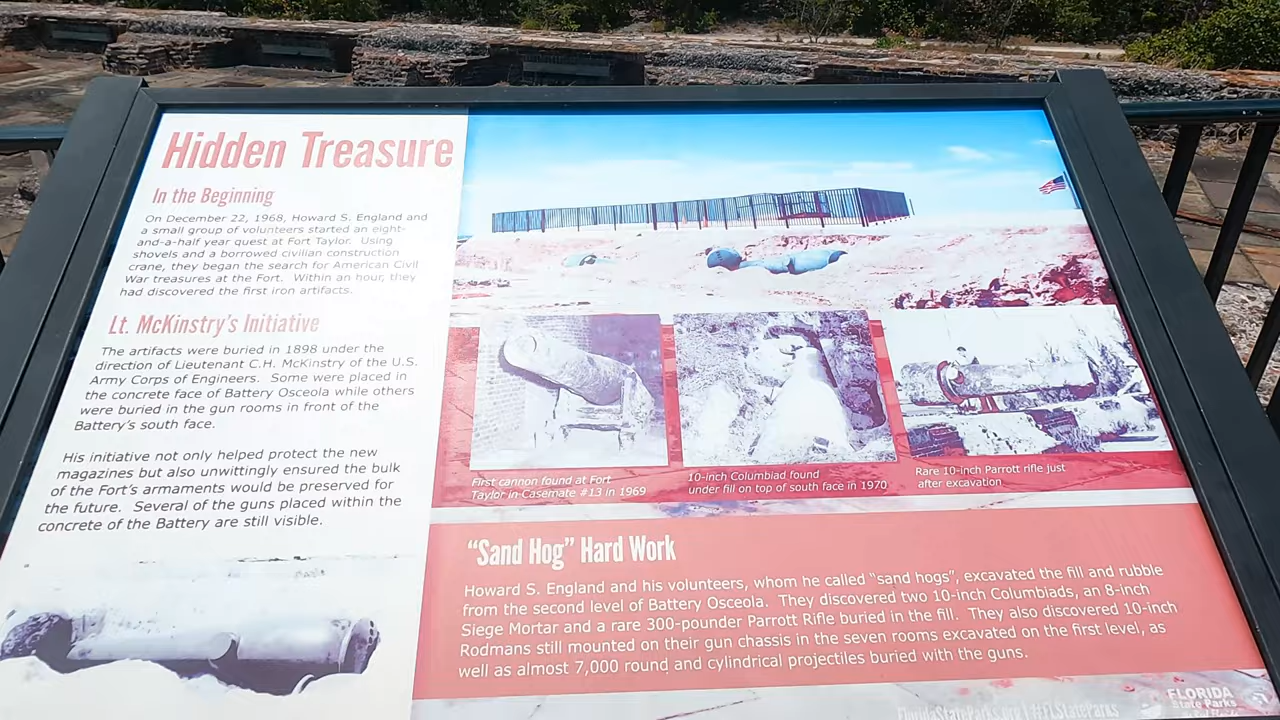 Hidden Treasure
In the Beginning
On December 22, 1968, Howard S. England and
a small group of volunteers started an eight-
and-a-half year quest at Fort Taylor. Using
shovels and a borrowed civilian construction
crane, they began the search for American Civil
War treasures at the Fort. Within an hour, they
had discovered the first iron artifacts.
Lt. McKinstry's Initiative
The artifacts were buried in 1898 under the
direction of Lieutenant C.H. McKinstry of the U.S.
Army Corps of Engineers. Some were placed in
the concrete face of Battery Osceola while others
were buried in the gun rooms in front of the
Battery's south face.
His initiative not only helped protect the new
magazines but also unwittingly ensured the bulk
of the Fort's armaments would be preserved for
the future. Several of the guns placed within the
concrete of the Battery are still visible.
First cannon found at Fort
Taylor in Casemate #13 in 1969
10-inch Columbiad found
under fill on top of south face in 1970
Rare 10-inch Parrott rifle just
after excavation
"Sand Hog" Hard Work
Howard S. England and his volunteers, whom he called "sand hogs", excavated the fill and rubble
from the second level of Battery Osceola. They discovered two 10-inch Columbiads, an 8-inch
Siege Mortar and a rare 300-pounder Parrott Rifle buried in the fill. They also discovered 10-inch
Rodmans still mounted on their gun chassis in the seven rooms excavated on the first level, as
well as almost 7,000 round and cylindrical projectiles buried with the guns.
FloridaStateParks.org | #FLStateParks
FLORIDA
State Parks